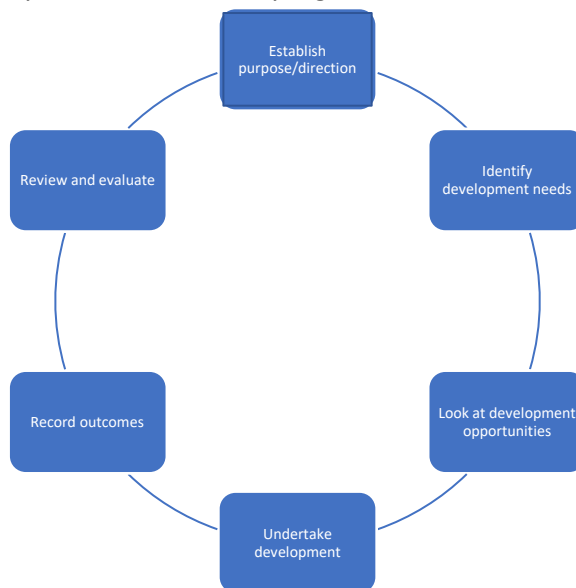 Establish
purpose/direction
Identify
development needs
Look at development
opportunities
Undertake
development
Record outcomes
Review and evaluate